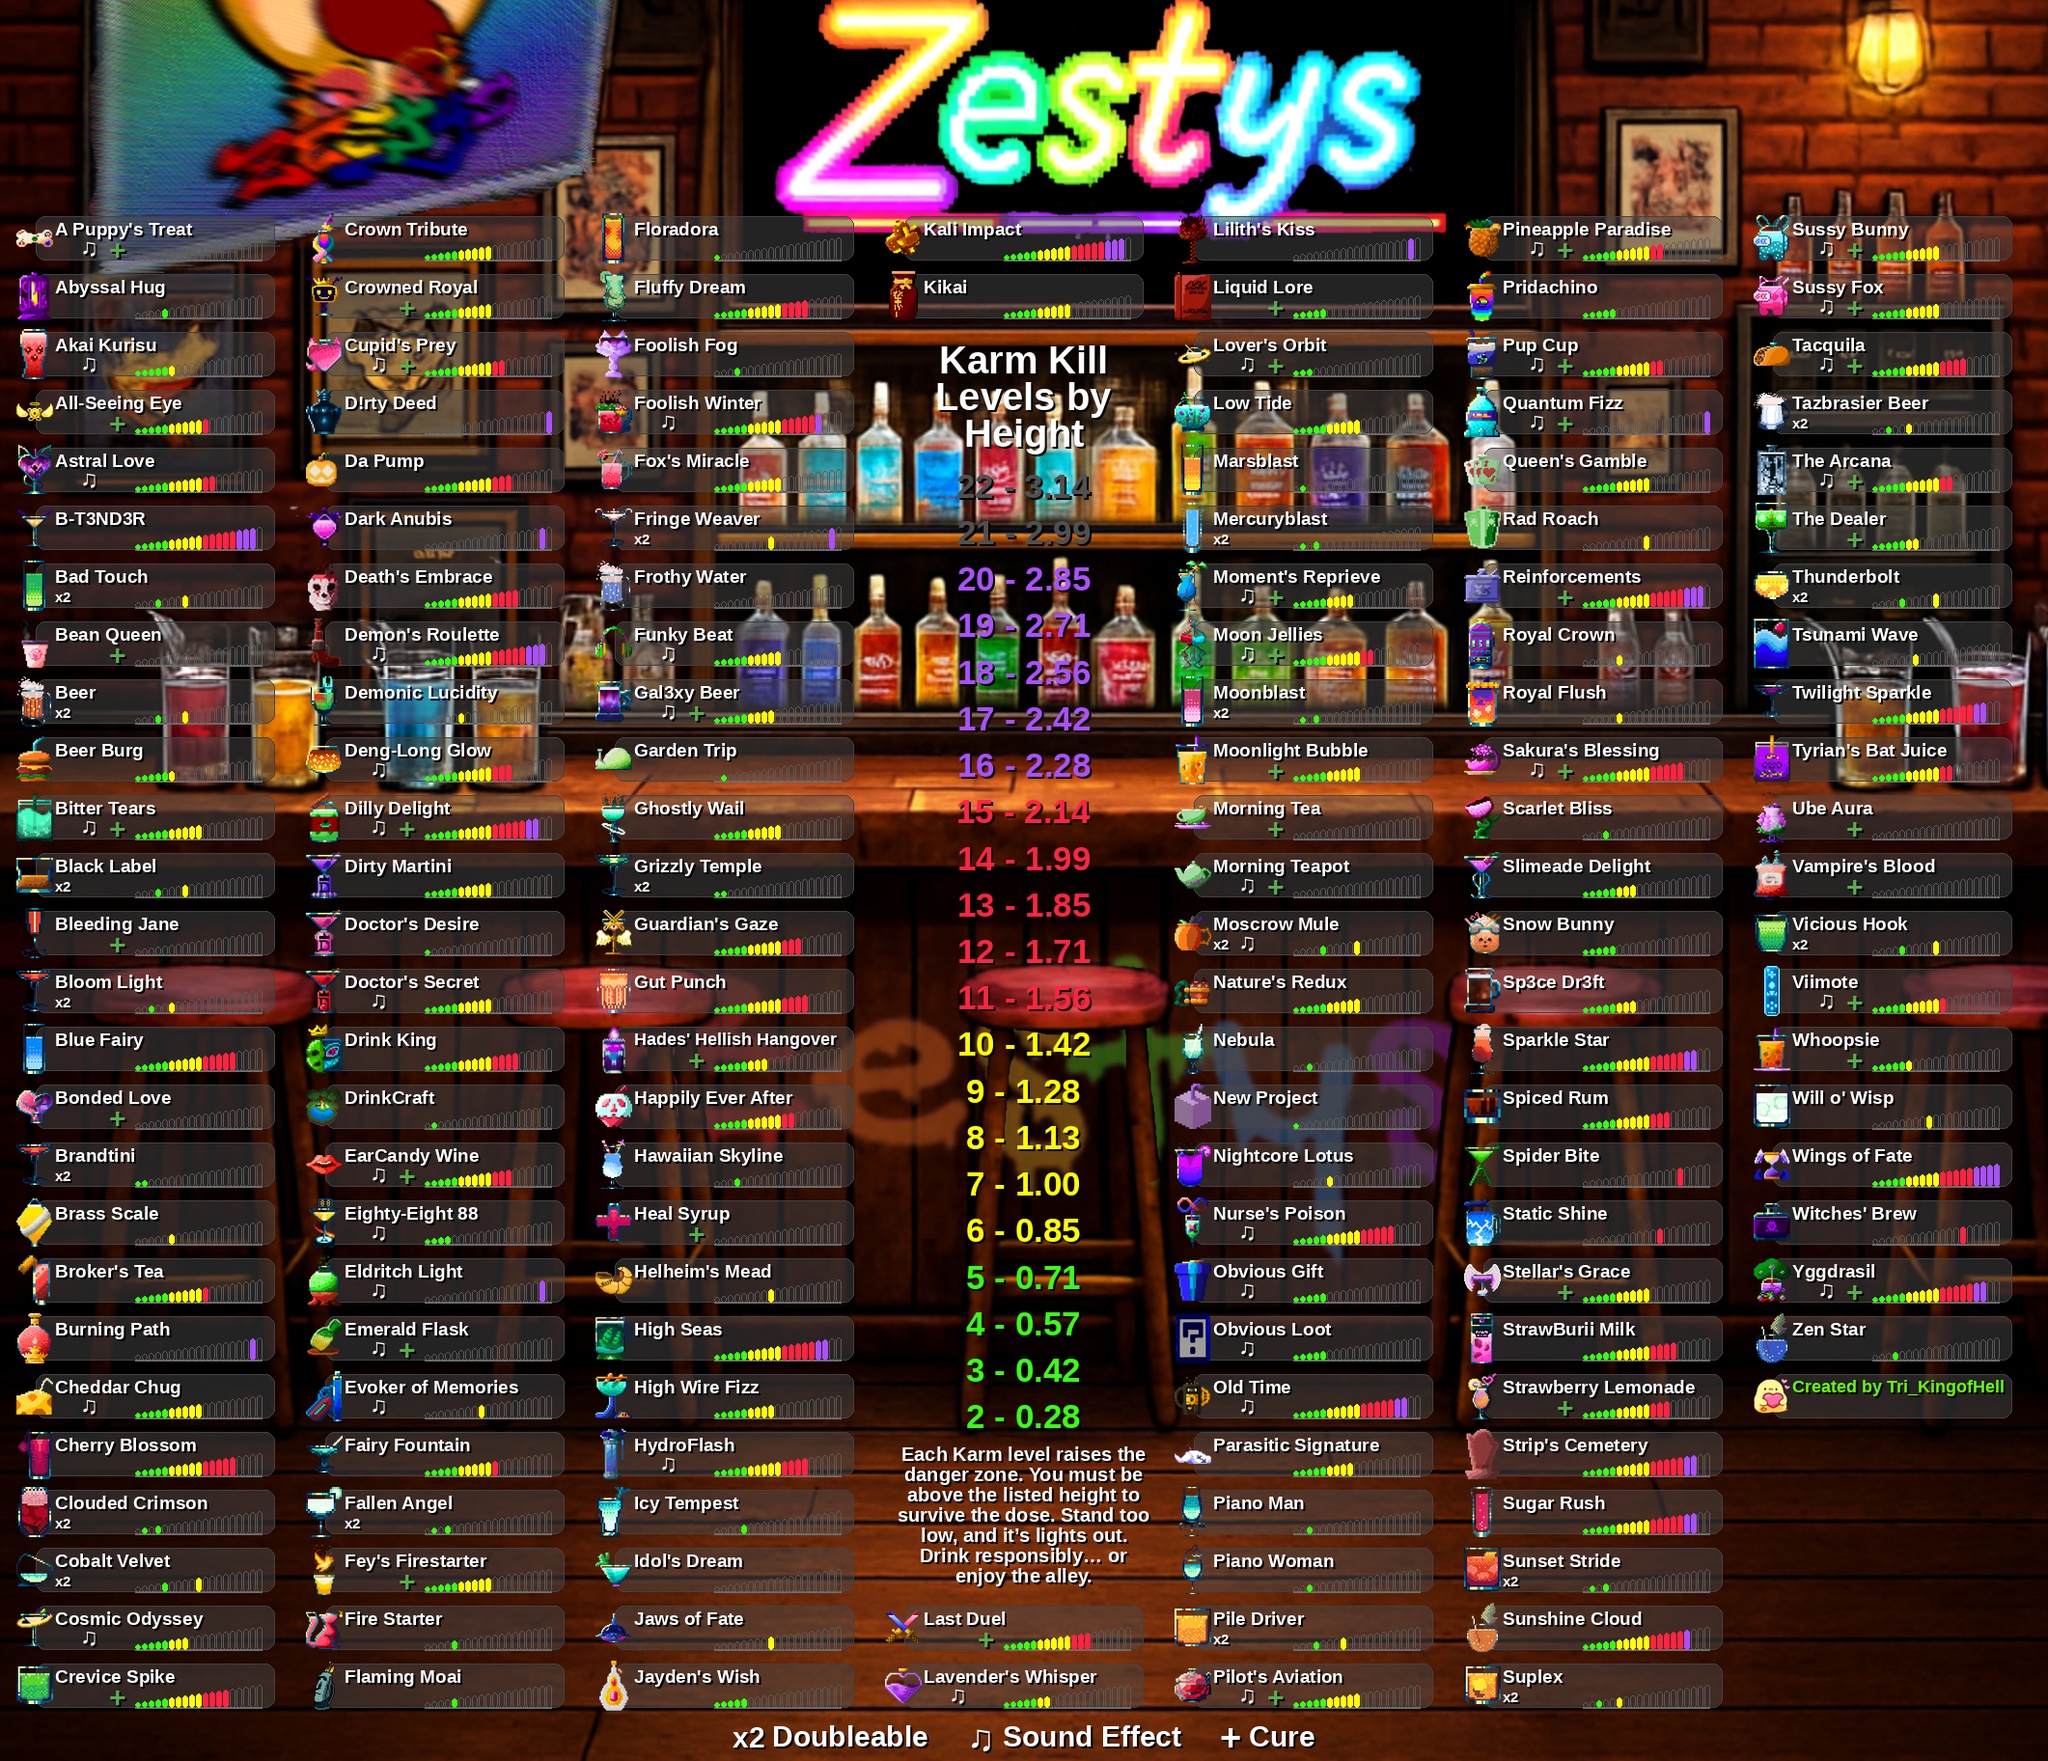 Zestys
A Puppy's Treat
♫ +
Abyssal Hug
Akai Kurisu
♫
All-Seeing Eye
+
Astral Love
♫
B-T3ND3R
Bad Touch
x2
Bean Queen
+
Beer
x2
Beer Burg
Bitter Tears
♫ +
Black Label
x2
Bleeding Jane
+
Bloom Light
x2
Blue Fairy
Bonded Love
+
Brandtini
x2
Brass Scale
Broker's Tea
Burning Path
Cheddar Chug
♫
Cherry Blossom
Clouded Crimson
x2
Cobalt Velvet
x2
Cosmic Odyssey
♫
Crevice Spike
+
Crown Tribute
Crowned Royal
+
Cupid's Prey
♫ +
D!rty Deed
Da Pump
Dark Anubis
Death's Embrace
Demon's Roulette
♫
Demonic Lucidity
Deng-Long Glow
♫
Dilly Delight
♫ +
Dirty Martini
Doctor's Desire
Doctor's Secret
♫
Drink King
DrinkCraft
EarCandy Wine
♫ +
Eighty-Eight 88
♫
Eldritch Light
♫
Emerald Flask
♫ +
Evoker of Memories
♫
Fairy Fountain
Fallen Angel
x2
Fey's Firestarter
+
Fire Starter
Flaming Moai
Floradora
Fluffy Dream
Foolish Fog
Foolish Winter
♫
Fox's Miracle
Fringe Weaver
x2
Frothy Water
Funky Beat
♫
Gal3xy Beer
♫ +
Garden Trip
Ghostly Wail
Grizzly Temple
x2
Guardian's Gaze
Gut Punch
Hades' Hellish Hangover
+
Happily Ever After
Hawaiian Skyline
Heal Syrup
+
Helheim's Mead
High Seas
High Wire Fizz
HydroFlash
♫
Icy Tempest
Idol's Dream
Jaws of Fate
Jayden's Wish
Kali Impact
Kikai
Karm Kill
Levels by
Height
22 - 3.14
21 - 2.99
20 - 2.85
19 - 2.71
18 - 2.56
17 - 2.42
16 - 2.28
15 - 2.14
14 - 1.99
13 - 1.85
12 - 1.71
11 - 1.56
10 - 1.42
9 - 1.28
8 - 1.13
7 - 1.00
6 - 0.85
5 - 0.71
4 - 0.57
3 - 0.42
2 - 0.28
Each Karm level raises the
danger zone. You must be
above the listed height to
survive the dose. Stand too
low, and it's lights out.
Drink responsibly... or
enjoy the alley.
Last Duel
+
Lavender's Whisper
♫
Lilith's Kiss
Liquid Lore
+
Lover's Orbit
♫ +
Low Tide
Marsblast
Mercuryblast
x2
Moment's Reprieve
♫ +
Moon Jellies
♫ +
Moonblast
x2
Moonlight Bubble
+
Morning Tea
+
Morning Teapot
♫ +
Moscrow Mule
x2 ♫
Nature's Redux
Nebula
New Project
Nightcore Lotus
Nurse's Poison
♫
Obvious Gift
♫
Obvious Loot
♫
Old Time
♫
Parasitic Signature
Piano Man
Piano Woman
Pile Driver
x2
Pilot's Aviation
♫ +
Pineapple Paradise
♫ +
Pridachino
Pup Cup
♫ +
Quantum Fizz
♫ +
Queen's Gamble
Rad Roach
Reinforcements
+
Royal Crown
Royal Flush
Sakura's Blessing
♫ +
Scarlet Bliss
Slimeade Delight
Snow Bunny
Sp3ce Dr3ft
Sparkle Star
Spiced Rum
Spider Bite
Static Shine
Stellar's Grace
+
StrawBurii Milk
Strawberry Lemonade
+
Strip's Cemetery
Sugar Rush
Sunset Stride
x2
Sunshine Cloud
Suplex
x2
Sussy Bunny
♫ +
Sussy Fox
♫ +
Tacquila
Tazbrasier Beer
x2
The Arcana
♫ +
The Dealer
+
Thunderbolt
x2
Tsunami Wave
Twilight Sparkle
Tyrian's Bat Juice
Ube Aura
+
Vampire's Blood
+
Vicious Hook
x2
Viimote
♫ +
Whoopsie
+
Will o' Wisp
Wings of Fate
Witches' Brew
Yggdrasil
♫ +
Zen Star
Created by Tri_KingofHell
x2 Doubleable ♫ Sound Effect + Cure